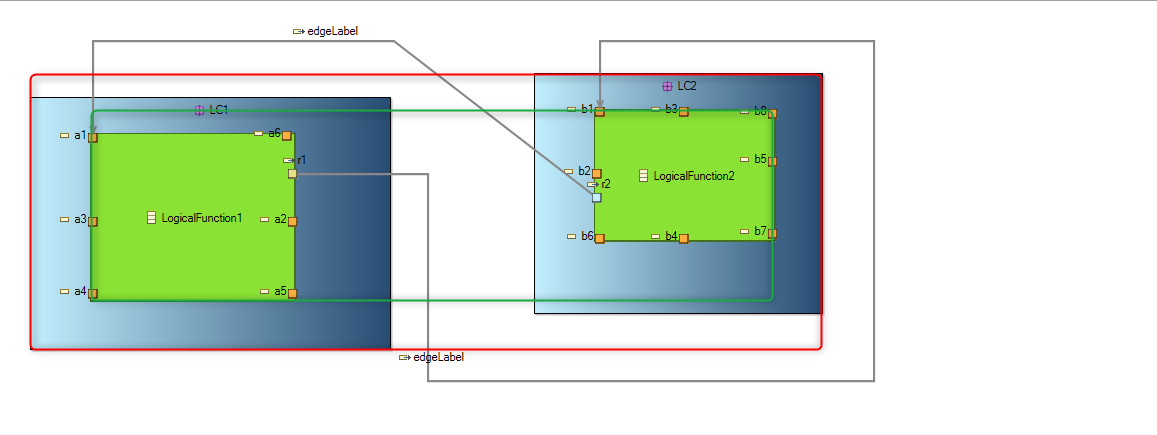 edgeLabel
LC1
a1
a6
r1
a3
LogicalFunction1
a2
a4
a5
LC2
b1
b3
b8
b5
b2
LogicalFunction2
r2
b6
b4
b7
edgeLabel